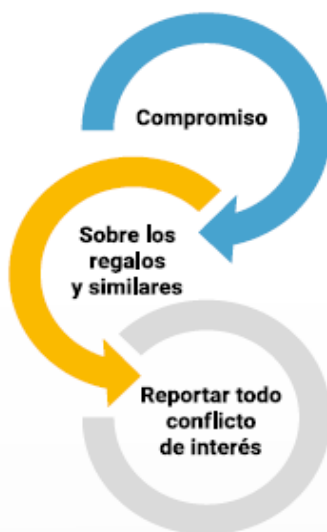 Compromiso
Sobre los
regalos
y similares
Reportar todo
conflicto
de interés